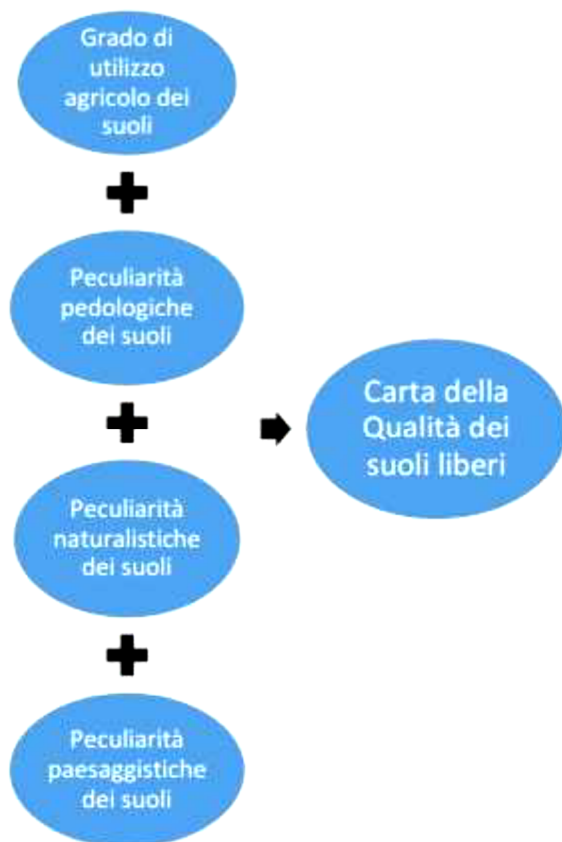 Grado di
utilizzo
agricolo dei
suoli
Peculiarità
pedologiche
dei suoli
Carta della
Qualità dei
suoli liberi
Peculiarità
naturalistiche
dei suoli
Peculiarità
paesaggistiche
dei suoli